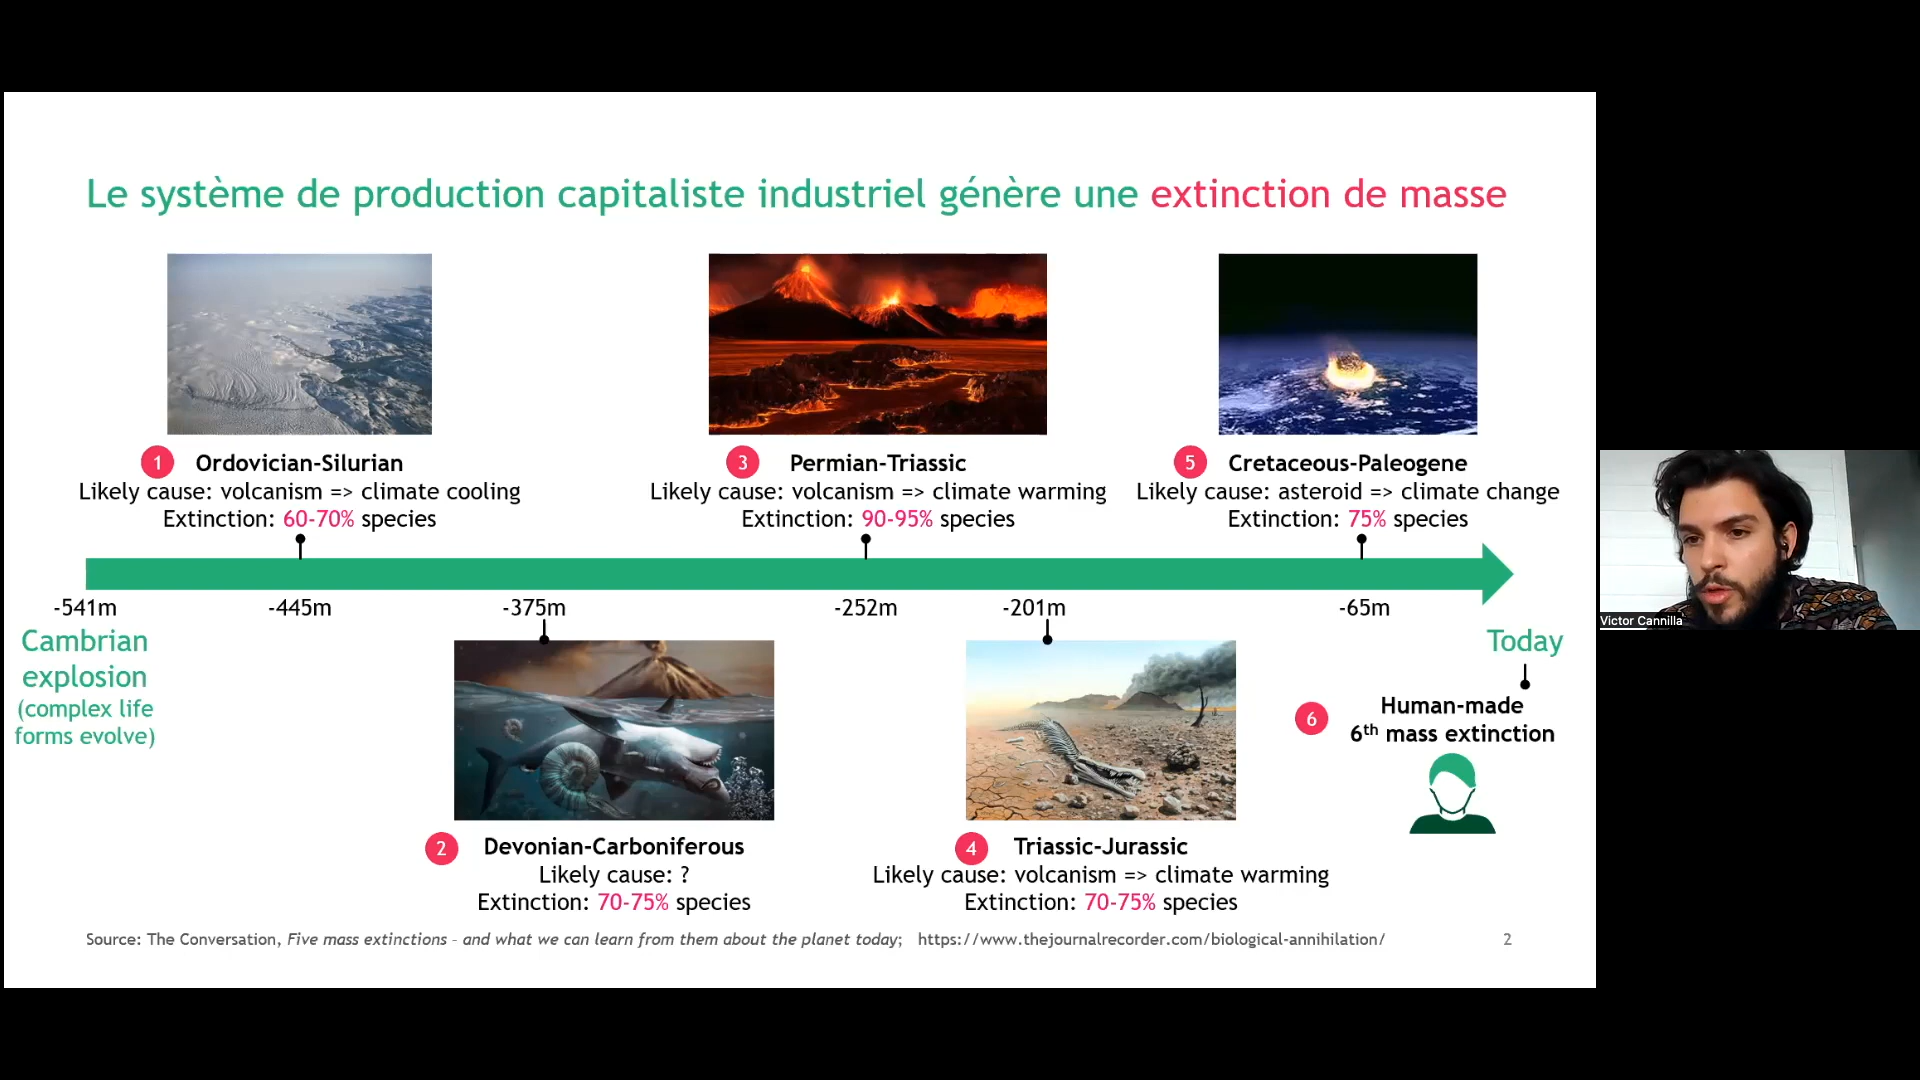 Le système de production capitaliste industriel génère une extinction de masse
1 Ordovician-Silurian
Likely cause: volcanism => climate cooling
Extinction: 60-70% species
3 Permian-Triassic
Likely cause: volcanism => climate warming
Extinction: 90-95% species
5 Cretaceous-Paleogene
Likely cause: asteroid => climate change
Extinction: 75% species
-541m
-445m
-375m
-252m
-201m
-65m
Cambrian
explosion
(complex life
forms evolve)
Today
2 Devonian-Carboniferous
Likely cause: ?
Extinction: 70-75% species
4 Triassic-Jurassic
Likely cause: volcanism => climate warming
Extinction: 70-75% species
6
Human-made
6th mass extinction
Source: The Conversation, Five mass extinctions – and what we can learn from them about the planet today; https://www.thejournalrecorder.com/biological-annihilation/
2
Victor Cannilla